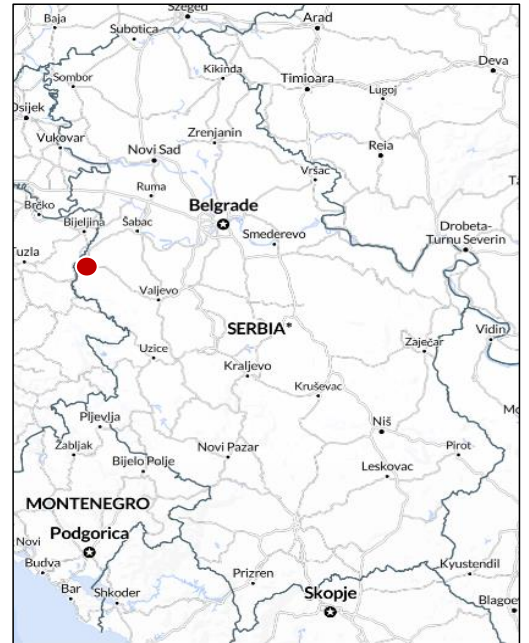 Szeged
Baja
Arad
Subotica
Deva
Sombor
Kikinda
Timioara
Lugoj
Osijek
Zrenjanin
Vukovar
Novi Sad
Reia
Vršac
Ruma
Brčko
Belgrade
Bijeljina
Šabac
Smederevo
Drobeta-
Turnu Severin
Tuzla
Valjevo
SERBIA*
Vidin
Zaječar
Uzice
Kraljevo
Kruševac
Pljevlja
Niš
Žabljak
Novi Pazar
Pirot
Bijelo Polje
Leskovac
MONTENEGRO
Podgorica
Novi
Budva
Kyustendil
Prizren
Bar
Shkoder
Skopje
Blagoe